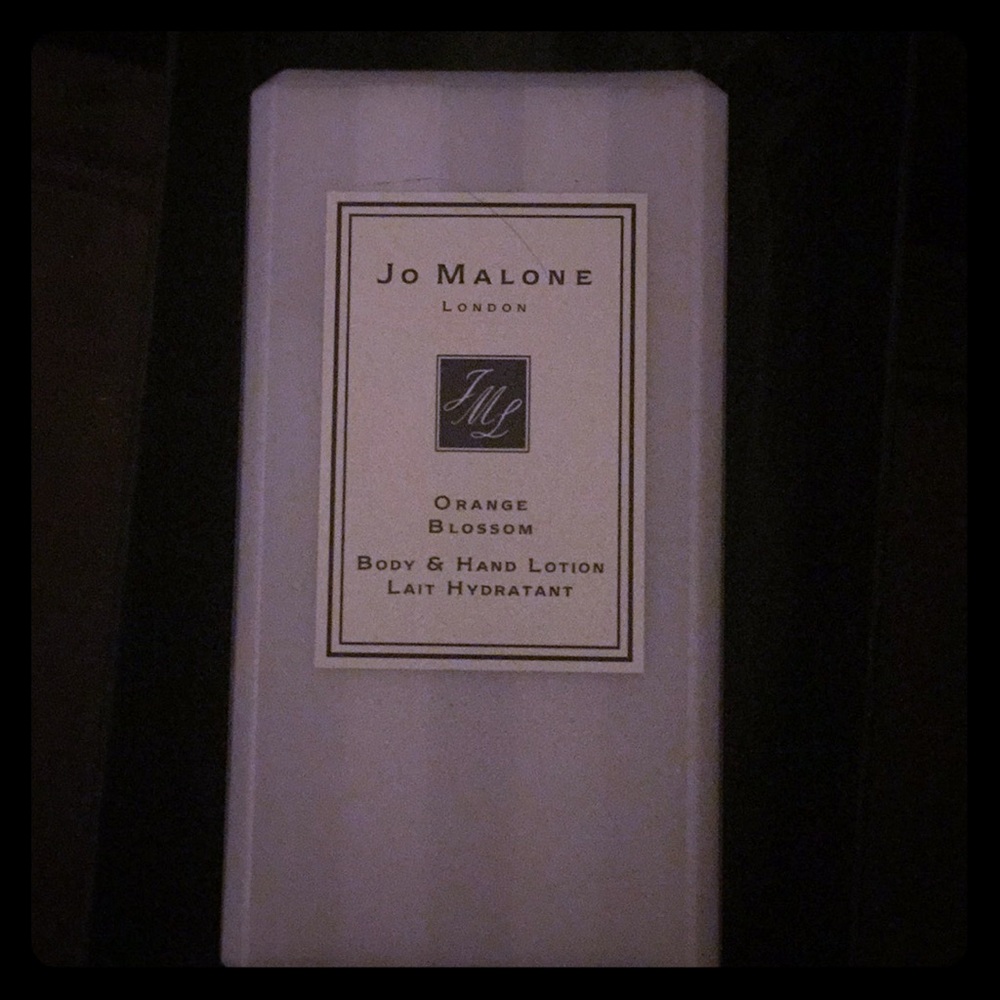 Jo Malone
London
JML
Orange
Blossom
Body & Hand Lotion
Lait Hydratant